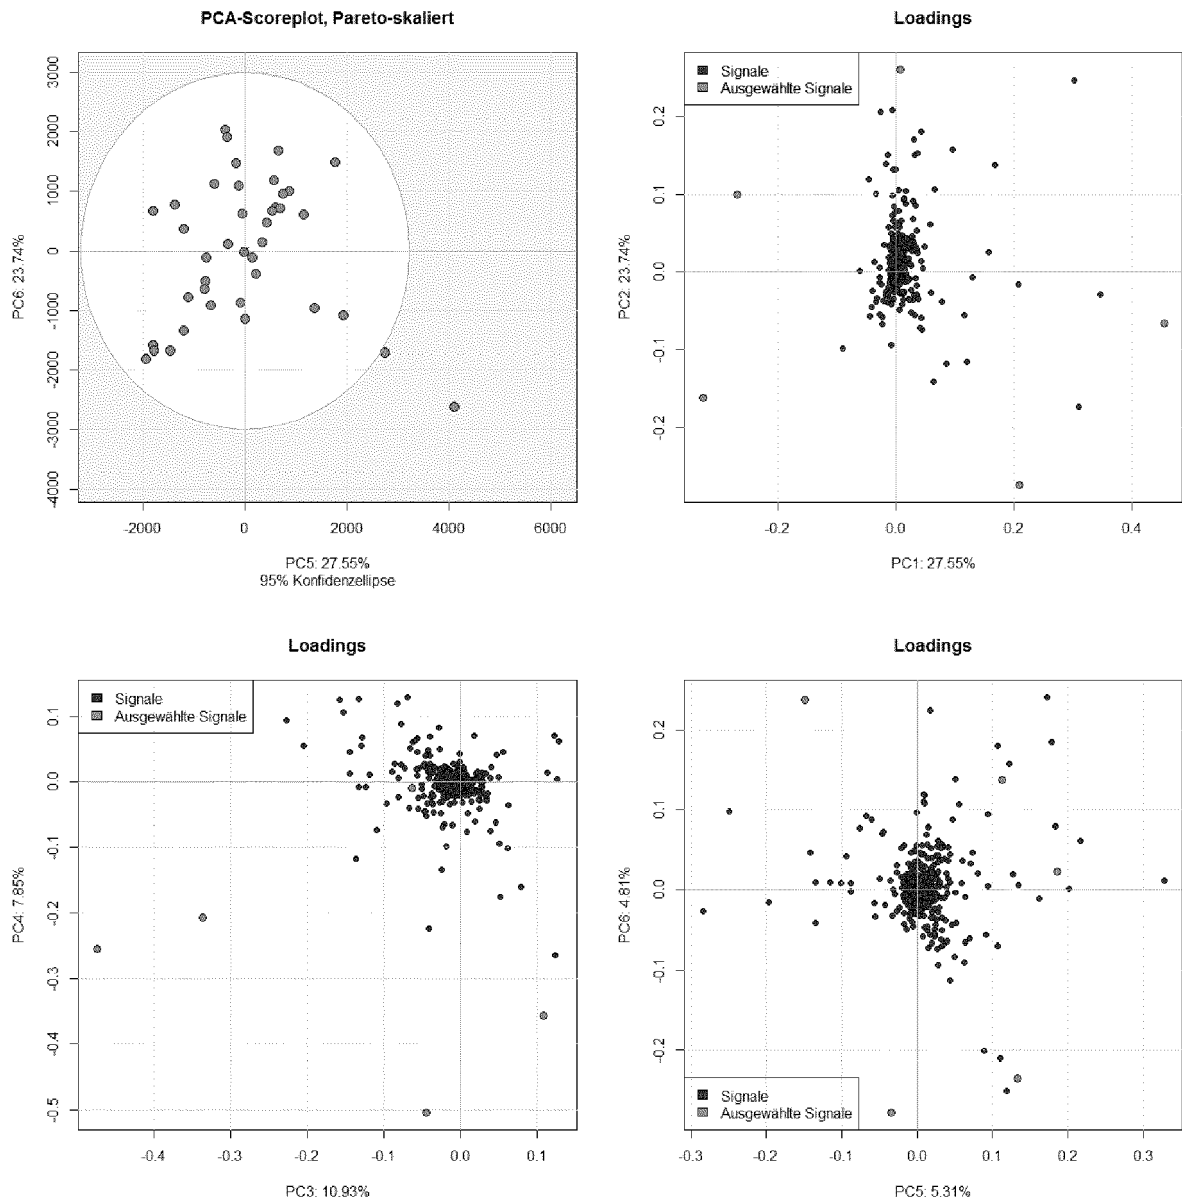 PCA-Scoreplot, Pareto-skaliert
3000
2000
1000
0
-1000
-2000
-3000
-4000
PC6: 23.74%
-2000
0
2000
4000
6000
PC5: 27.55%
95% Konfidenzellipse
Loadings
Signale
Ausgewählte Signale
0.2
0.1
0.0
-0.1
-0.2
PC2: 23.74%
-0.2
0.0
0.2
0.4
PC1: 27.55%
Loadings
Signale
Ausgewählte Signale
0.1
0.0
-0.1
-0.2
-0.3
-0.4
-0.5
PC4: 7.85%
-0.4
-0.3
-0.2
-0.1
0.0
0.1
PC3: 10.93%
Loadings
0.2
0.1
0.0
-0.1
-0.2
PC6: 4.81%
Signale
Ausgewählte Signale
-0.3
-0.2
-0.1
0.0
0.1
0.2
0.3
PC5: 5.31%